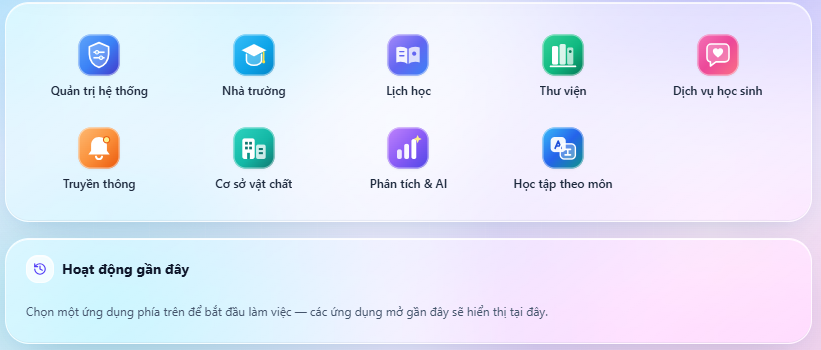 Quản trị hệ thống
Nhà trường
Lịch học
Thư viện
Dịch vụ học sinh
Truyền thông
Cơ sở vật chất
Phân tích & AI
Học tập theo môn
Hoạt động gần đây
Chọn một ứng dụng phía trên để bắt đầu làm việc — các ứng dụng mở gần đây sẽ hiển thị tại đây.